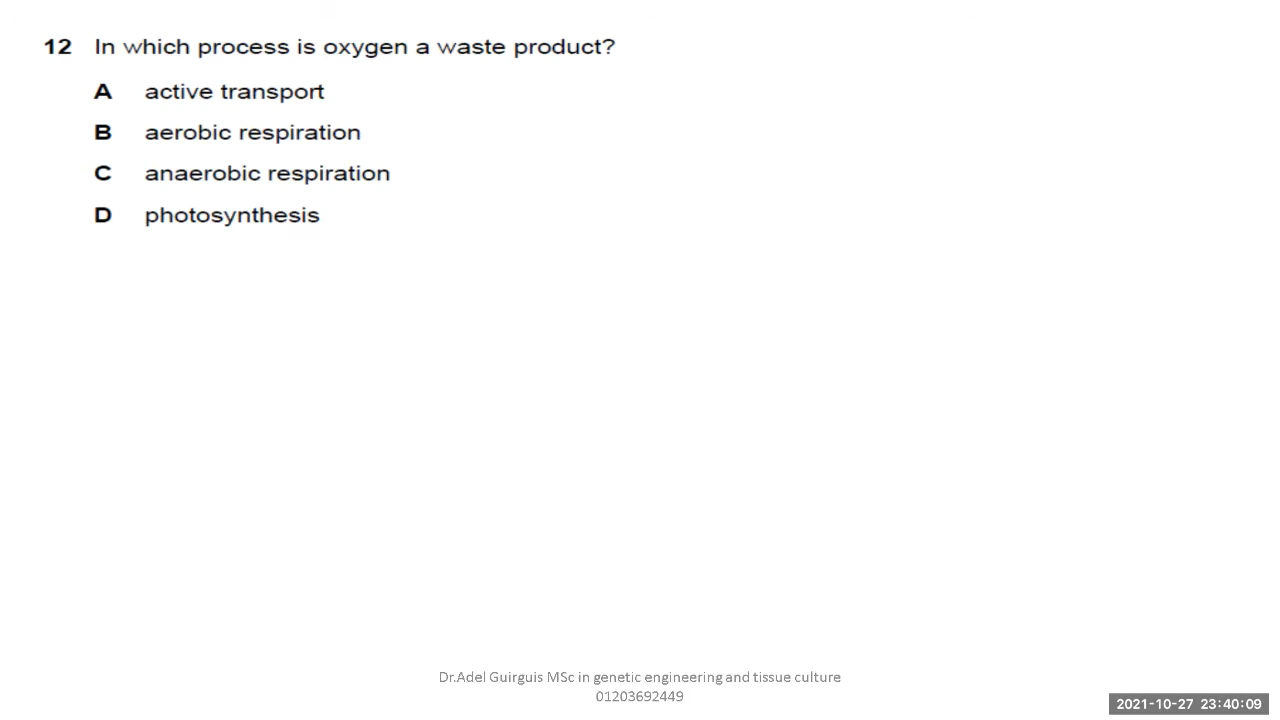 12 In which process is oxygen a waste product?
A active transport
B aerobic respiration
C anaerobic respiration
D photosynthesis
Dr.Adel Guirguis MSc in genetic engineering and tissue culture
01203692449
2021-10-27 23:40:09